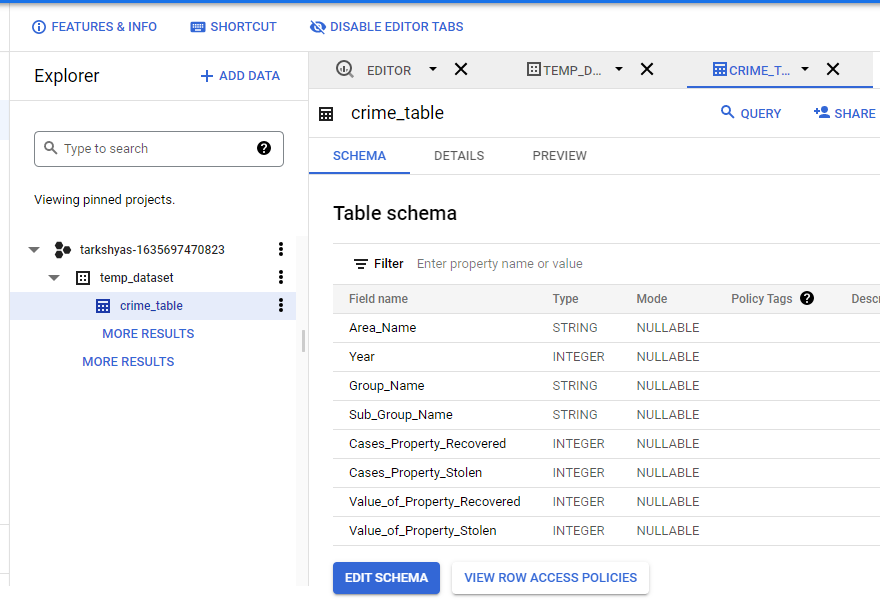 FEATURES & INFO SHORTCUT DISABLE EDITOR TABS
Explorer ADD DATA
Type to search ?
Viewing pinned projects.
tarkshyas-1635697470823
temp_dataset
crime_table
MORE RESULTS
MORE RESULTS
EDITOR TEMP_D... CRIME_T...
crime_table QUERY SHARE
SCHEMA DETAILS PREVIEW
Table schema
Filter Enter property name or value
Field name Type Mode Policy Tags ? Descr
Area_Name STRING NULLABLE
Year INTEGER NULLABLE
Group_Name STRING NULLABLE
Sub_Group_Name STRING NULLABLE
Cases_Property_Recovered INTEGER NULLABLE
Cases_Property_Stolen INTEGER NULLABLE
Value_of_Property_Recovered INTEGER NULLABLE
Value_of_Property_Stolen INTEGER NULLABLE
EDIT SCHEMA VIEW ROW ACCESS POLICIES